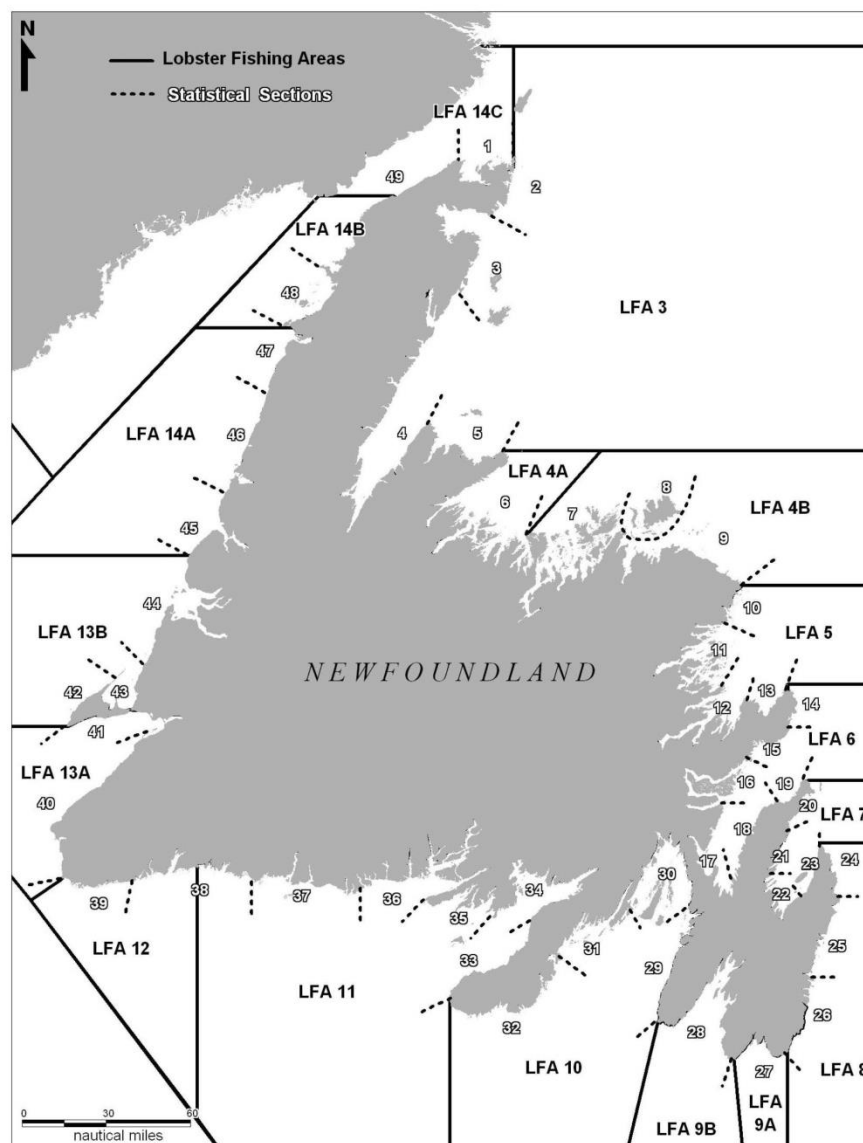 N
Lobster Fishing Areas
Statistical Sections
LFA 14C
1
49
2
LFA 14B
3
48
LFA 3
47
LFA 14A
46
4
5
LFA 4A
6
7
8
LFA 4B
9
45
44
10
LFA 5
11
LFA 13B
NEWFOUNDLAND
42
43
12
13
14
41
LFA 6
15
LFA 13A
16
19
40
20
LFA 7
18
17
21
23
24
22
30
39
38
37
36
34
35
31
25
33
29
LFA 12
LFA 11
32
28
26
LFA 10
27
LFA 8
LFA
9A
LFA 9B
0
30
60
nautical miles